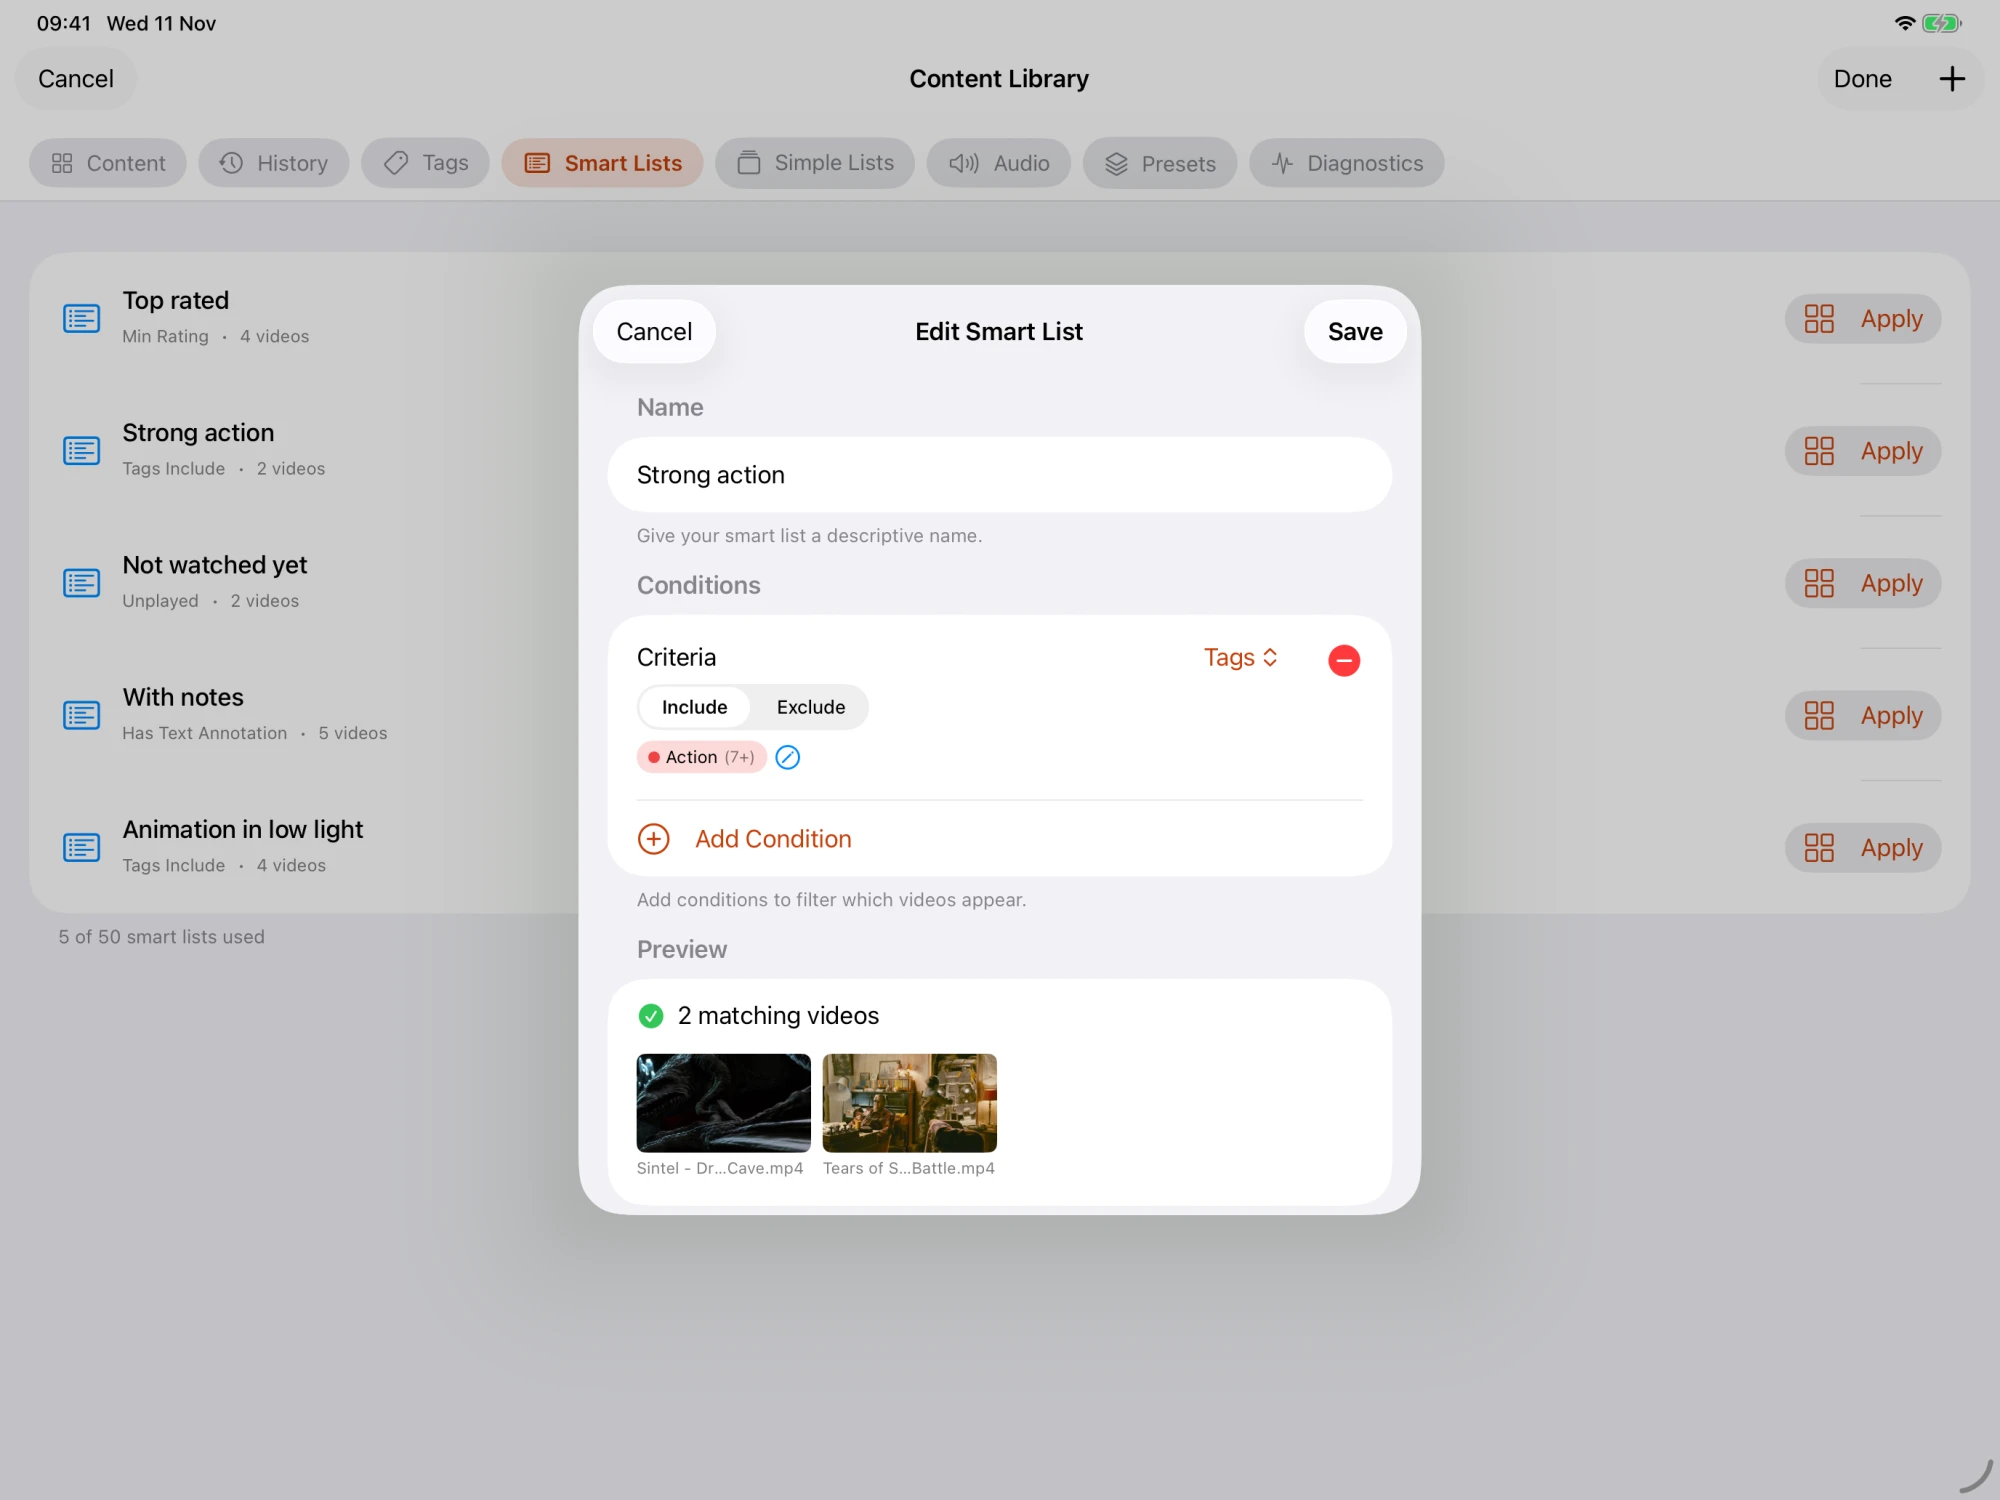 09:41 Wed 11 Nov
Cancel
Content Library
Done
Content
History
Tags
Smart Lists
Simple Lists
Audio
Presets
Diagnostics
Top rated
Min Rating • 4 videos
Apply
Strong action
Tags Include • 2 videos
Apply
Not watched yet
Unplayed • 2 videos
Apply
With notes
Has Text Annotation • 5 videos
Apply
Animation in low light
Tags Include • 4 videos
Apply
5 of 50 smart lists used
Cancel
Edit Smart List
Save
Name
Strong action
Give your smart list a descriptive name.
Conditions
Criteria
Tags
Include
Exclude
Action (7+)
Add Condition
Add conditions to filter which videos appear.
Preview
2 matching videos
Sintel - Dr...Cave.mp4
Tears of S...Battle.mp4